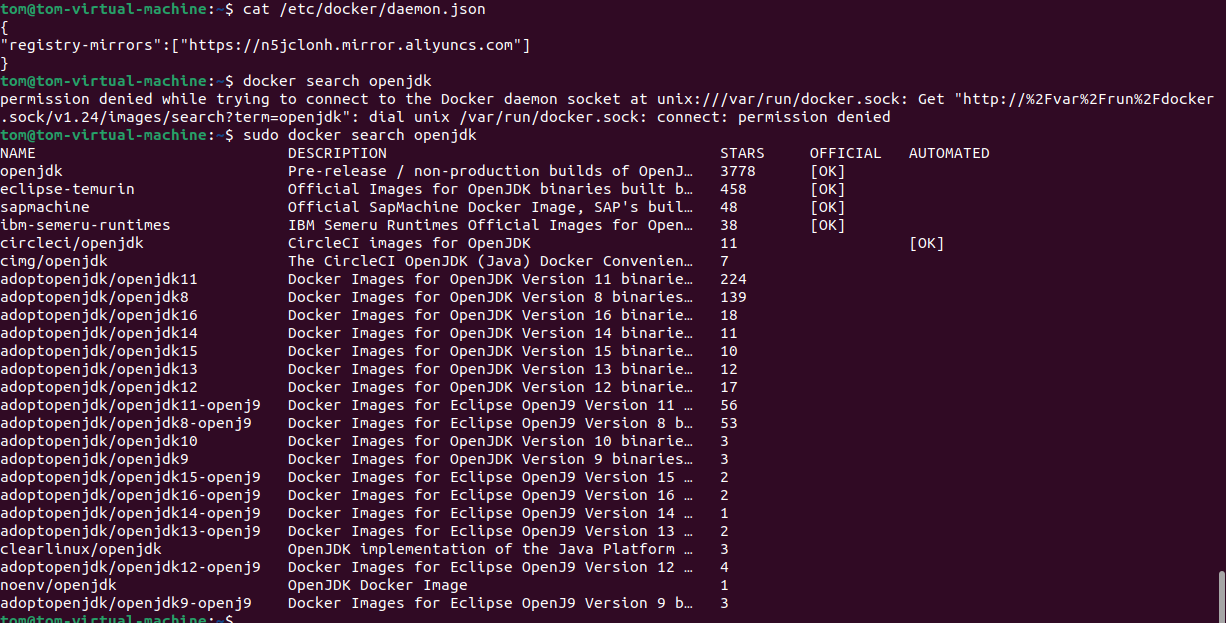 tom@tom-virtual-machine:~$ cat /etc/docker/daemon.json
{
"registry-mirrors":["https://n5jclonh.mirror.aliyuncs.com"]
}
tom@tom-virtual-machine:~$ docker search openjdk
permission denied while trying to connect to the Docker daemon socket at unix:///var/run/docker.sock: Get "http://%2Fvar%2Frun%2Fdocker
.sock/v1.24/images/search?term=openjdk": dial unix /var/run/docker.sock: connect: permission denied
tom@tom-virtual-machine:~$ sudo docker search openjdk
NAME                            DESCRIPTION                                     STARS     OFFICIAL   AUTOMATED
openjdk                         Pre-release / non-production builds of OpenJ…   3778      [OK]
eclipse-temurin                 Official Images for OpenJDK binaries built b…   458       [OK]
sapmachine                      Official SapMachine Docker Image, SAP's buil…   48        [OK]
ibm-semeru-runtimes             IBM Semeru Runtimes Official Images for Open…   38        [OK]
circleci/openjdk                CircleCI images for OpenJDK                     11                   [OK]
cimg/openjdk                    The CircleCI OpenJDK (Java) Docker Convenien…   7
adoptopenjdk/openjdk11          Docker Images for OpenJDK Version 11 binarie…   224
adoptopenjdk/openjdk8           Docker Images for OpenJDK Version 8 binaries…   139
adoptopenjdk/openjdk16          Docker Images for OpenJDK Version 16 binarie…   18
adoptopenjdk/openjdk14          Docker Images for OpenJDK Version 14 binarie…   11
adoptopenjdk/openjdk15          Docker Images for OpenJDK Version 15 binarie…   10
adoptopenjdk/openjdk13          Docker Images for OpenJDK Version 13 binarie…   12
adoptopenjdk/openjdk12          Docker Images for OpenJDK Version 12 binarie…   17
adoptopenjdk/openjdk11-openj9   Docker Images for Eclipse OpenJ9 Version 11 …   56
adoptopenjdk/openjdk8-openj9    Docker Images for Eclipse OpenJ9 Version 8 b…   53
adoptopenjdk/openjdk10          Docker Images for OpenJDK Version 10 binarie…   3
adoptopenjdk/openjdk9           Docker Images for OpenJDK Version 9 binaries…   3
adoptopenjdk/openjdk15-openj9   Docker Images for Eclipse OpenJ9 Version 15 …   2
adoptopenjdk/openjdk16-openj9   Docker Images for Eclipse OpenJ9 Version 16 …   2
adoptopenjdk/openjdk14-openj9   Docker Images for Eclipse OpenJ9 Version 14 …   1
adoptopenjdk/openjdk13-openj9   Docker Images for Eclipse OpenJ9 Version 13 …   2
clearlinux/openjdk              OpenJDK implementation of the Java Platform …   3
adoptopenjdk/openjdk12-openj9   Docker Images for Eclipse OpenJ9 Version 12 …   4
noenv/openjdk                   OpenJDK Docker Image                            1
adoptopenjdk/openjdk9-openj9    Docker Images for Eclipse OpenJ9 Version 9 b…   3
tom@tom-virtual-machine:~$